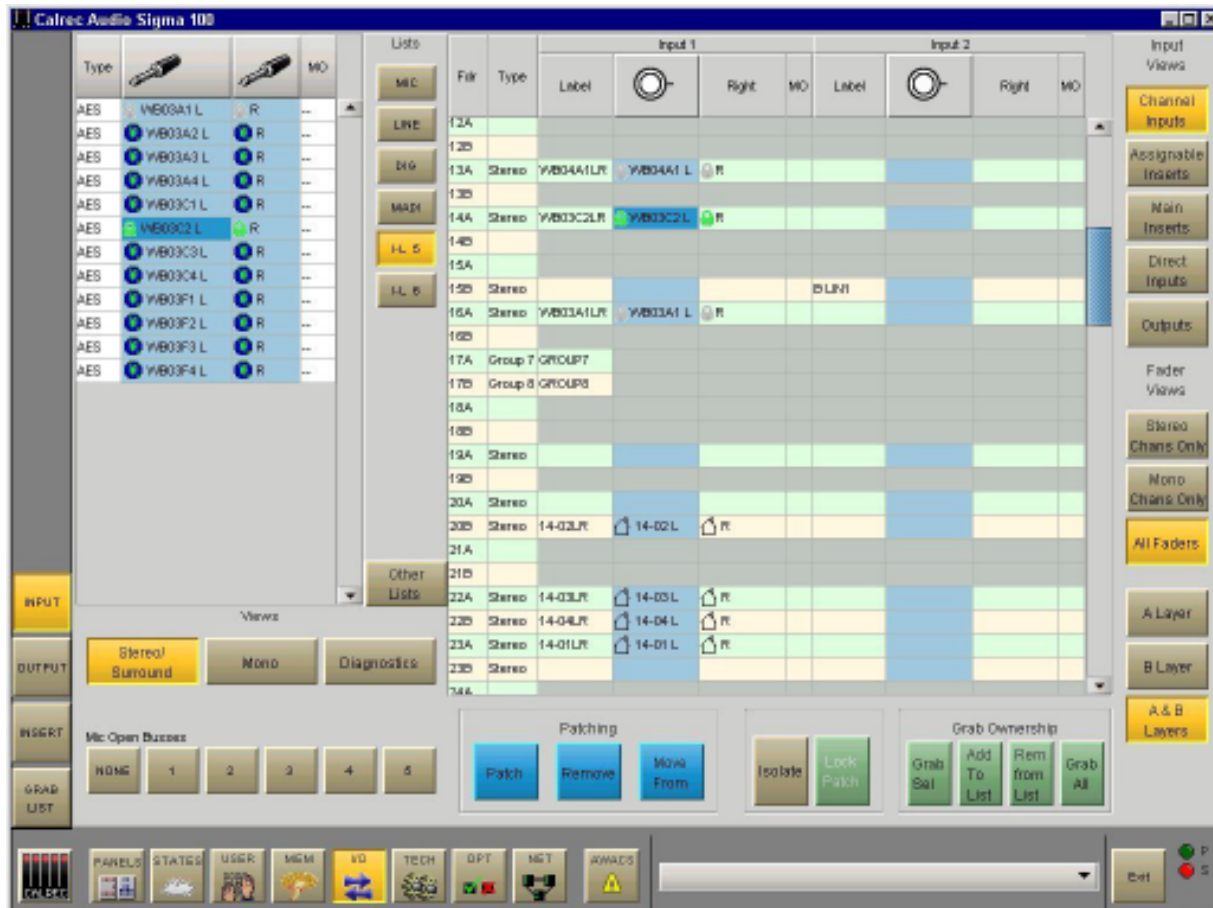 Calrec Audio Sigma 100
Type MO
AES WB03A1 L R --
AES WB03A2 L R --
AES WB03A3 L R --
AES WB03A4 L R --
AES WB03C1 L R --
AES WB03C2 L R --
AES WB03C3 L R --
AES WB03C4 L R --
AES WB03F1 L R --
AES WB03F2 L R --
AES WB03F3 L R --
AES WB03F4 L R --
Lists
MIC
LINE
DIG
MADI
I-L 5
I-L 6
Other
Lists
Input 1 Input 2
Fdr Type Label Right MO Label Right MO
12A
12B
13A Stereo WB04A1LR WB04A1 L R
13B
14A Stereo WB03C2LR WB03C2 L R
14B
15A
15B Stereo B LIN1
16A Stereo WB03A1LR WB03A1 L R
16B
17A Group 7 GROUP7
17B Group 8 GROUP8
18A
18B
19A Stereo
19B
20A Stereo
20B Stereo 14-02LR 14-02 L R
21A
21B
22A Stereo 14-03LR 14-03 L R
22B Stereo 14-04LR 14-04 L R
23A Stereo 14-01LR 14-01 L R
23B Stereo
24A
Input
Views
Channel
Inputs
Assignable
Inserts
Main
Inserts
Direct
Inputs
Outputs
Fader
Views
Stereo
Chans Only
Mono
Chans Only
All Faders
A Layer
B Layer
A & B
Layers
INPUT
OUTPUT
INSERT
GRAB
LIST
Views
Stereo/
Surround
Mono
Diagnostics
Mic Open Busses
NONE 1 2 3 4 5
Patching
Patch
Remove
Move
From
Isolate
Lock
Patch
Grab Ownership
Grab
Sel
Add
To
List
Rem
from
List
Grab
All
CALREC
PANELS
STATES
USER
MEM
I/O
TECH
OPT
NET
AWACS
Exit
P
S